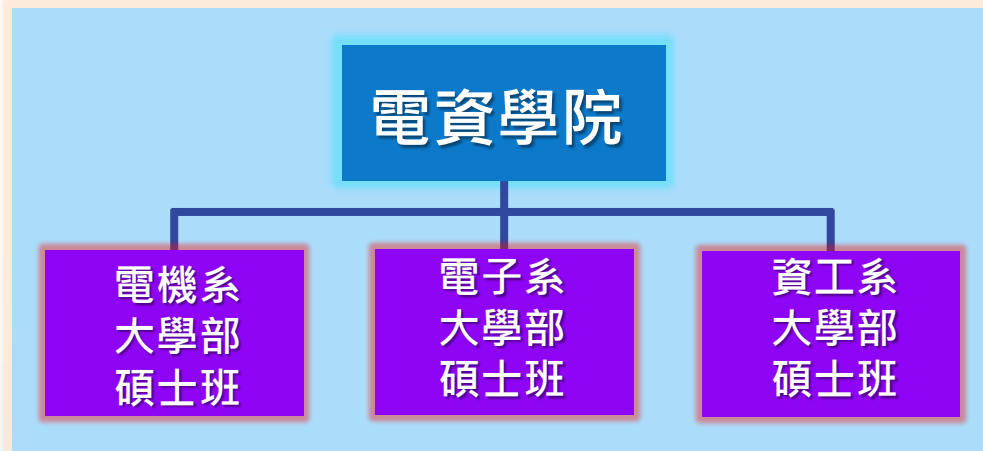 電資學院
電機系
大學部
碩士班
電子系
大學部
碩士班
資工系
大學部
碩士班